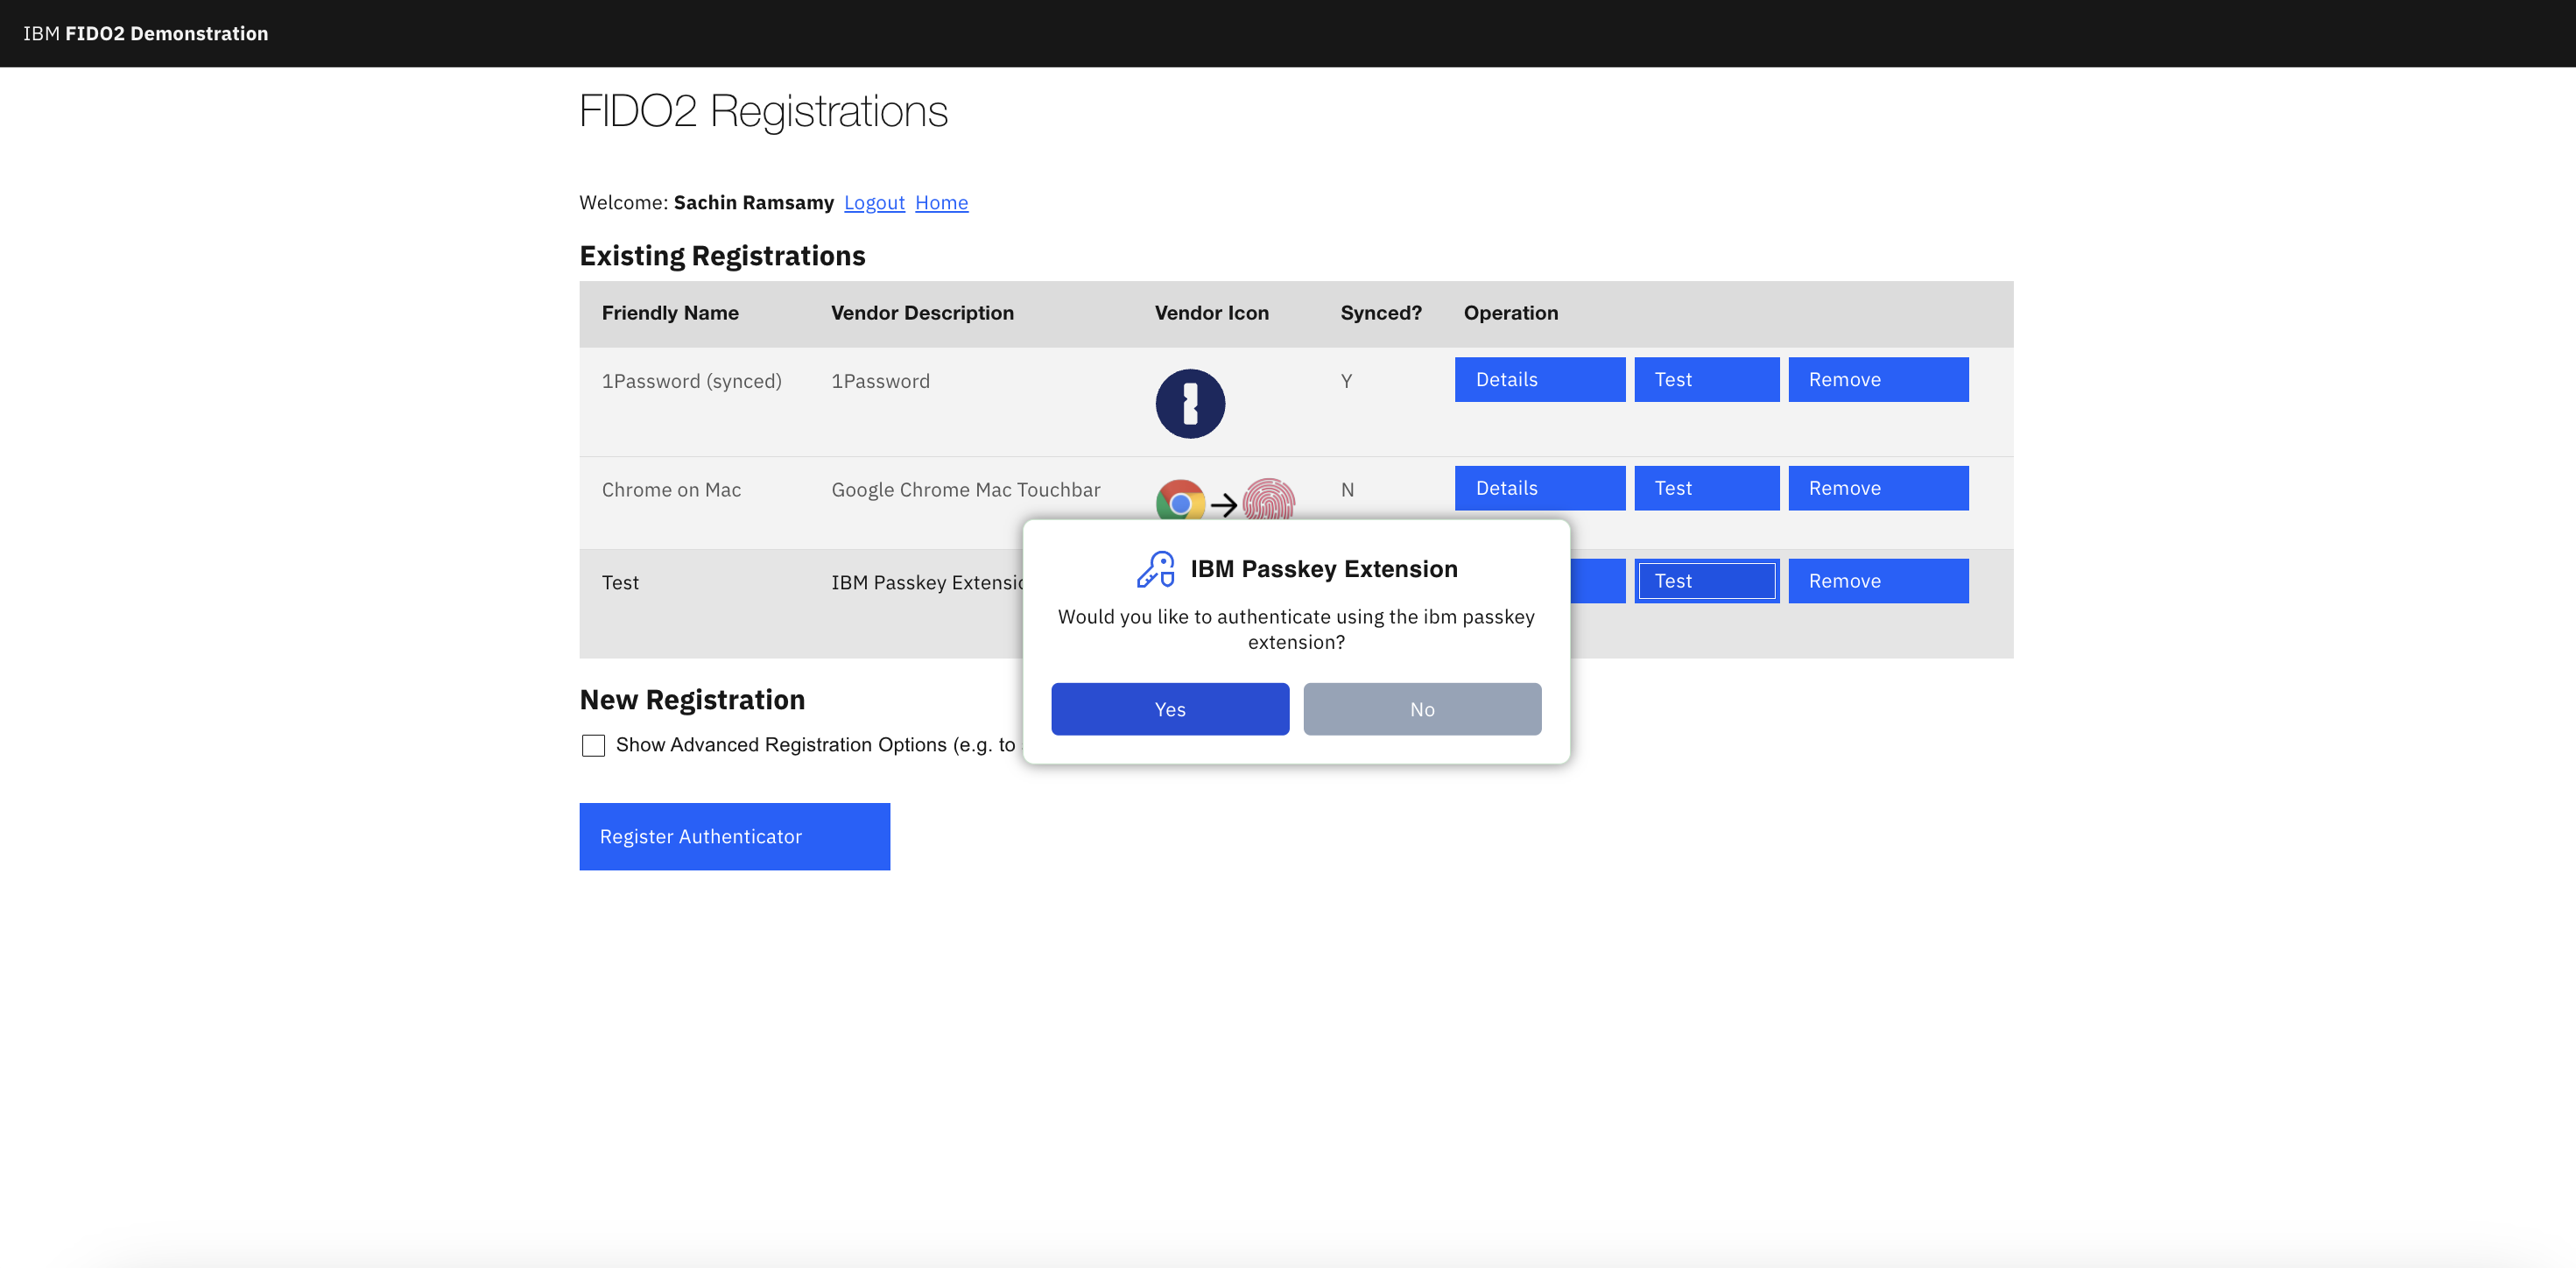 IBM FIDO2 Demonstration
FIDO2 Registrations
Welcome: Sachin Ramsamy Logout Home
Existing Registrations
Friendly Name Vendor Description Vendor Icon Synced? Operation
1Password (synced) 1Password Y Details Test Remove
Chrome on Mac Google Chrome Mac Touchbar N Details Test Remove
Test IBM Passkey Test Remove
IBM Passkey Extension
Would you like to authenticate using the ibm passkey
extension?
Yes No
New Registration
Show Advanced Registration Options (e.g. to
Register Authenticator